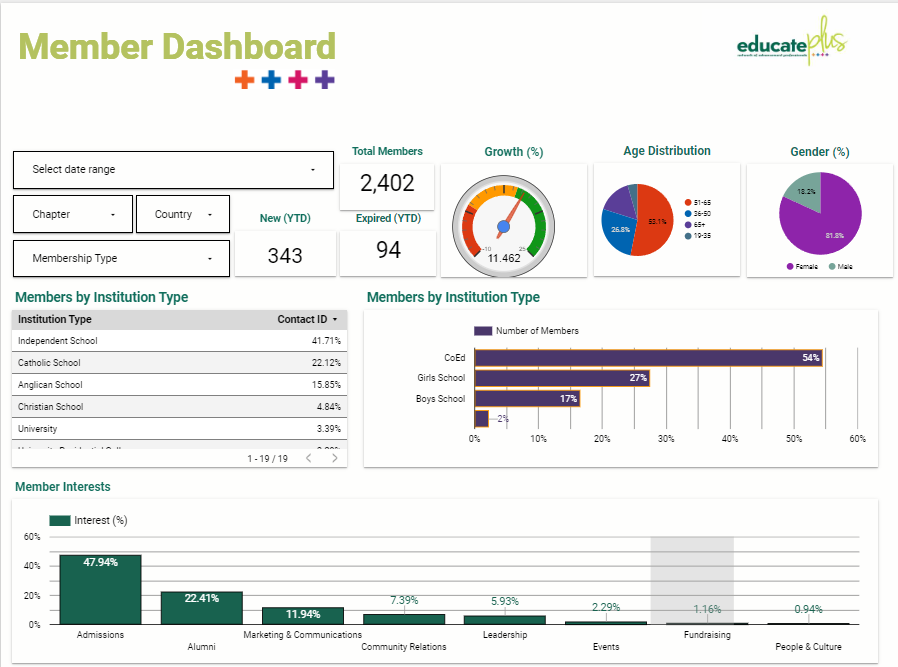 Member Dashboard
educateplus
Select date range
Chapter
Country
Membership Type
New (YTD)
343
Total Members
2,402
Expired (YTD)
94
Growth (%)
-10
25
11.462
Age Distribution
53.1%
26.8%
51-65
36-50
65+
19-35
Gender (%)
18.2%
81.8%
Female
Male
Members by Institution Type
Institution Type Contact ID
Independent School 41.71%
Catholic School 22.12%
Anglican School 15.85%
Christian School 4.84%
University 3.39%
1 - 19 / 19
Members by Institution Type
Number of Members
CoEd 54%
Girls School 27%
Boys School 17%
2%
0% 10% 20% 30% 40% 50% 60%
Member Interests
Interest (%)
60%
40%
20%
0%
47.94%
22.41%
11.94%
7.39%
5.93%
2.29%
1.16%
0.94%
Admissions
Alumni
Marketing & Communications
Community Relations
Leadership
Events
Fundraising
People & Culture